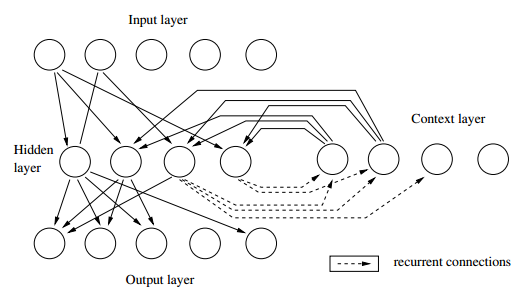 Input layer
Context layer
Hidden
layer
recurrent connections
Output layer